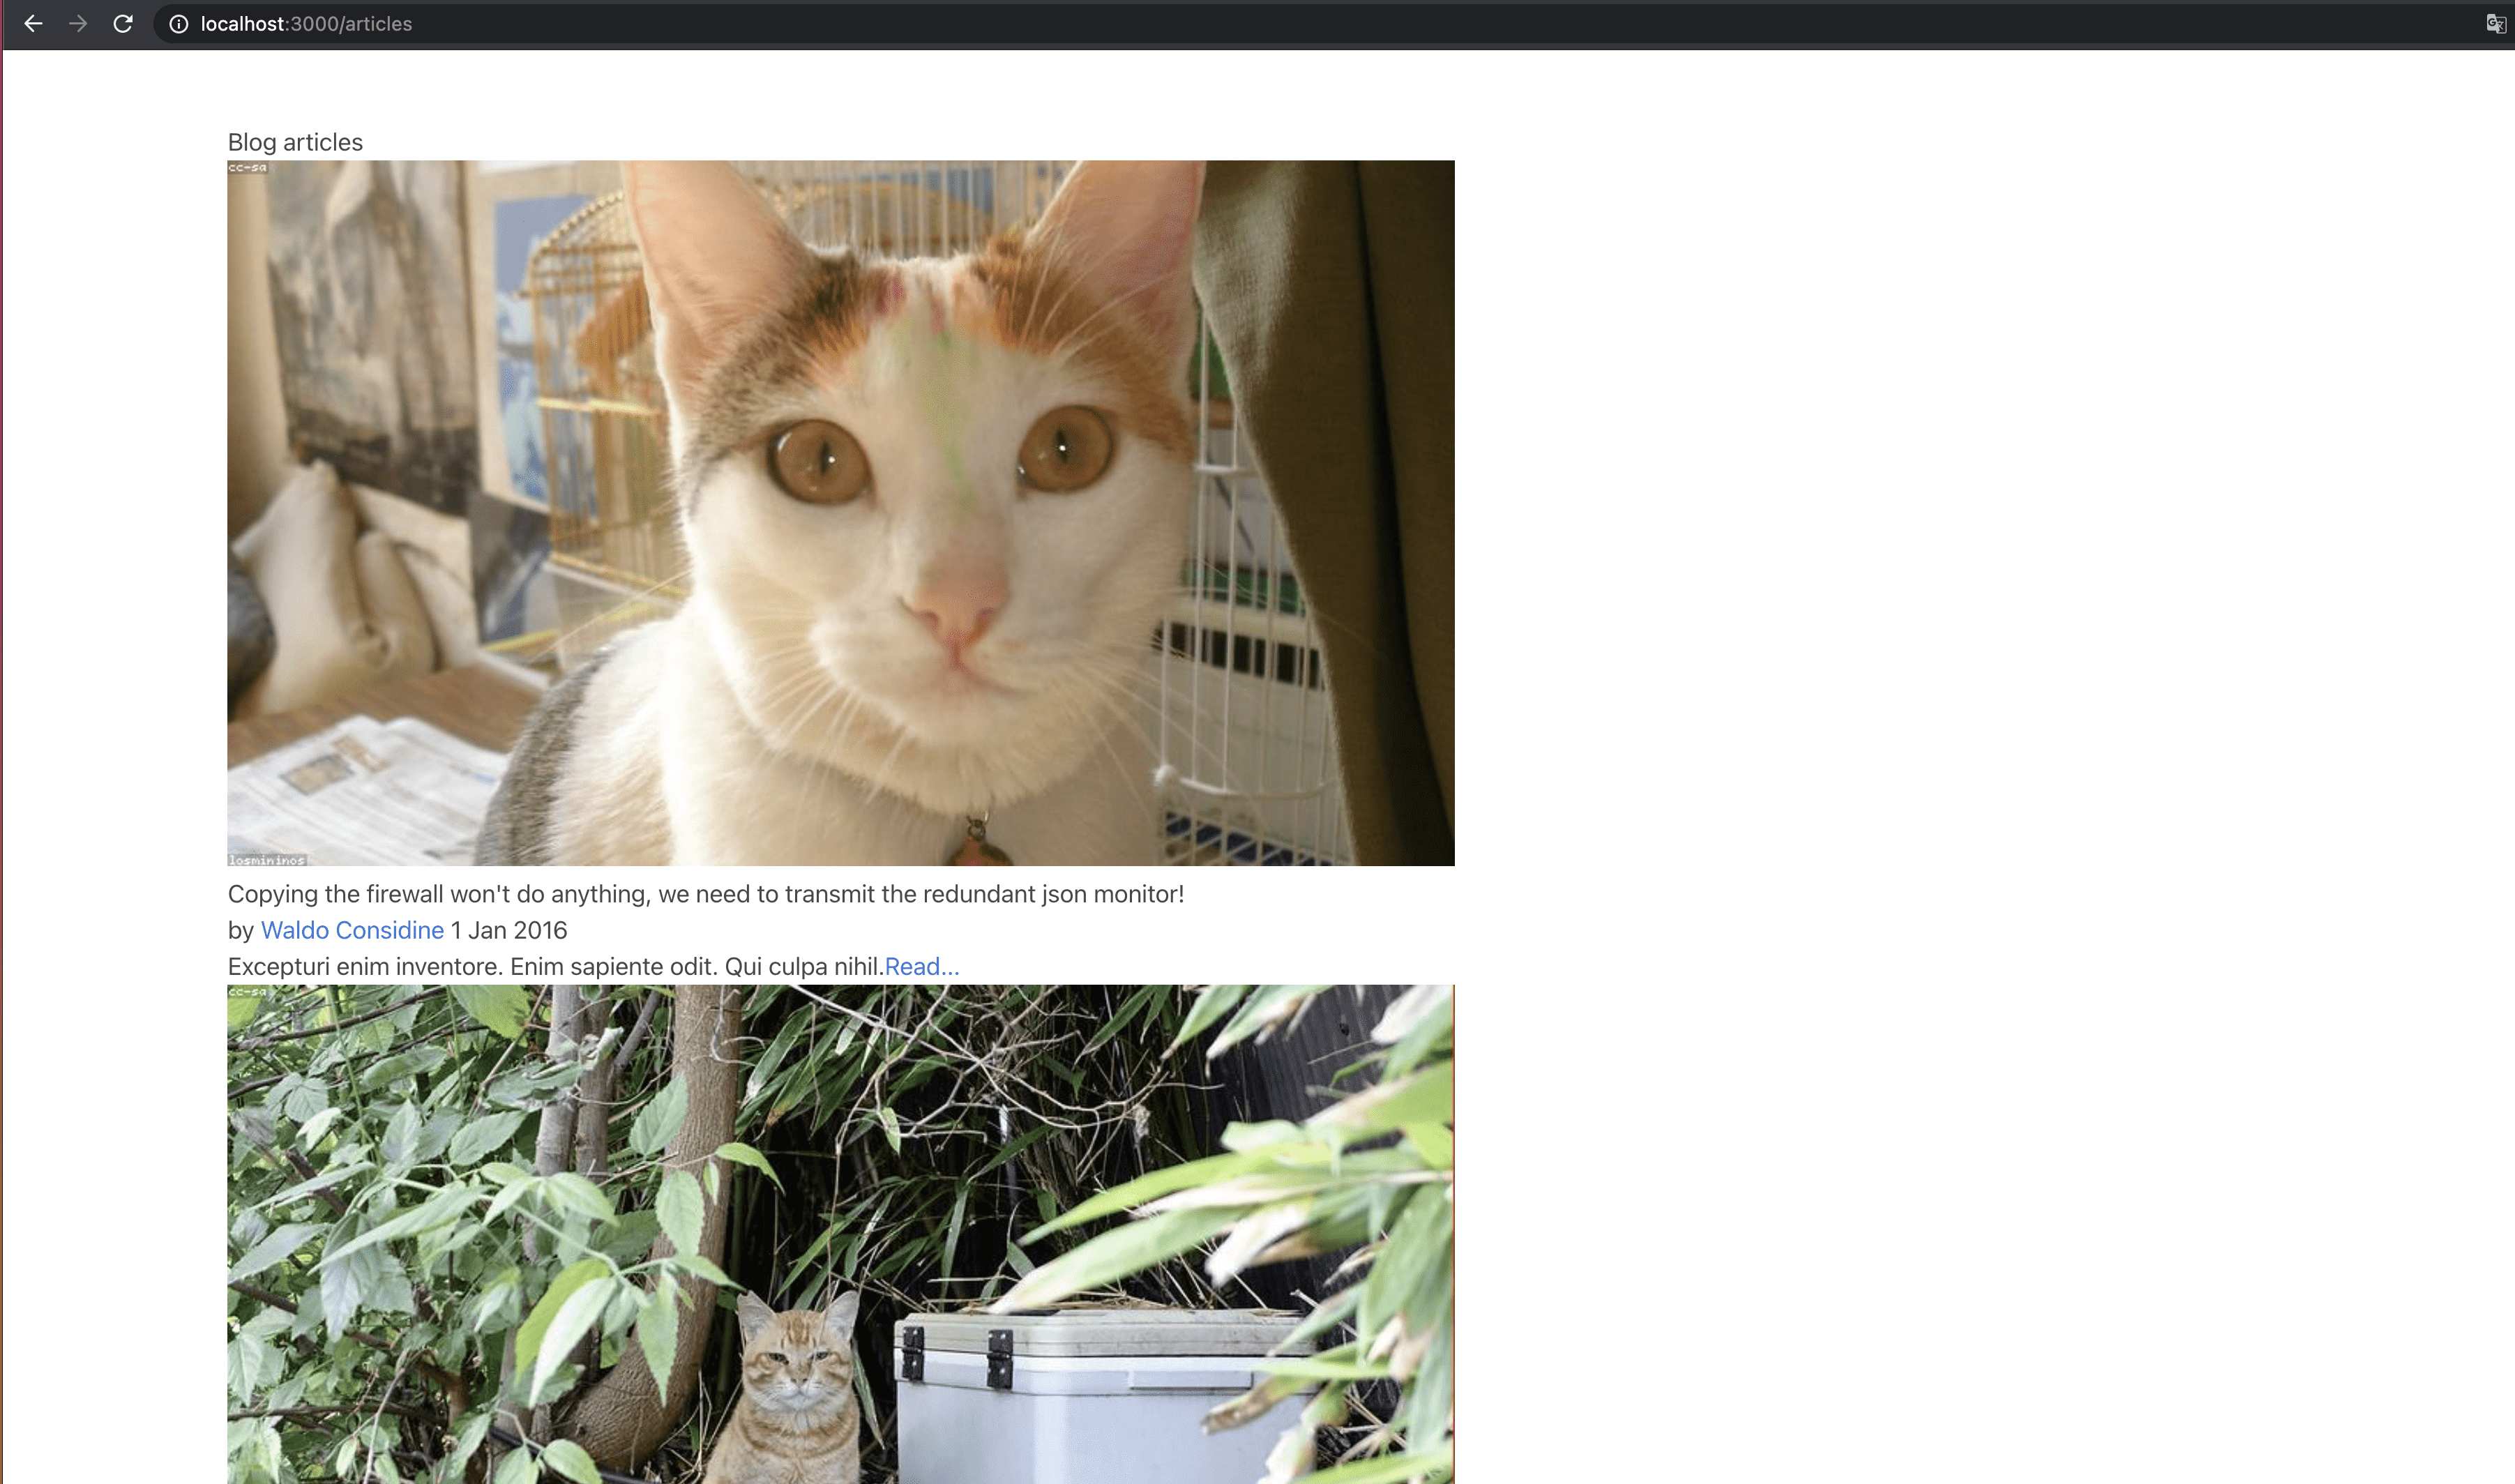 localhost:3000/articles
Blog articles
cc-sa
losmininos
Copying the firewall won't do anything, we need to transmit the redundant json monitor!
by Waldo Considine 1 Jan 2016
Excepturi enim inventore. Enim sapiente odit. Qui culpa nihil.Read...
cc-sa